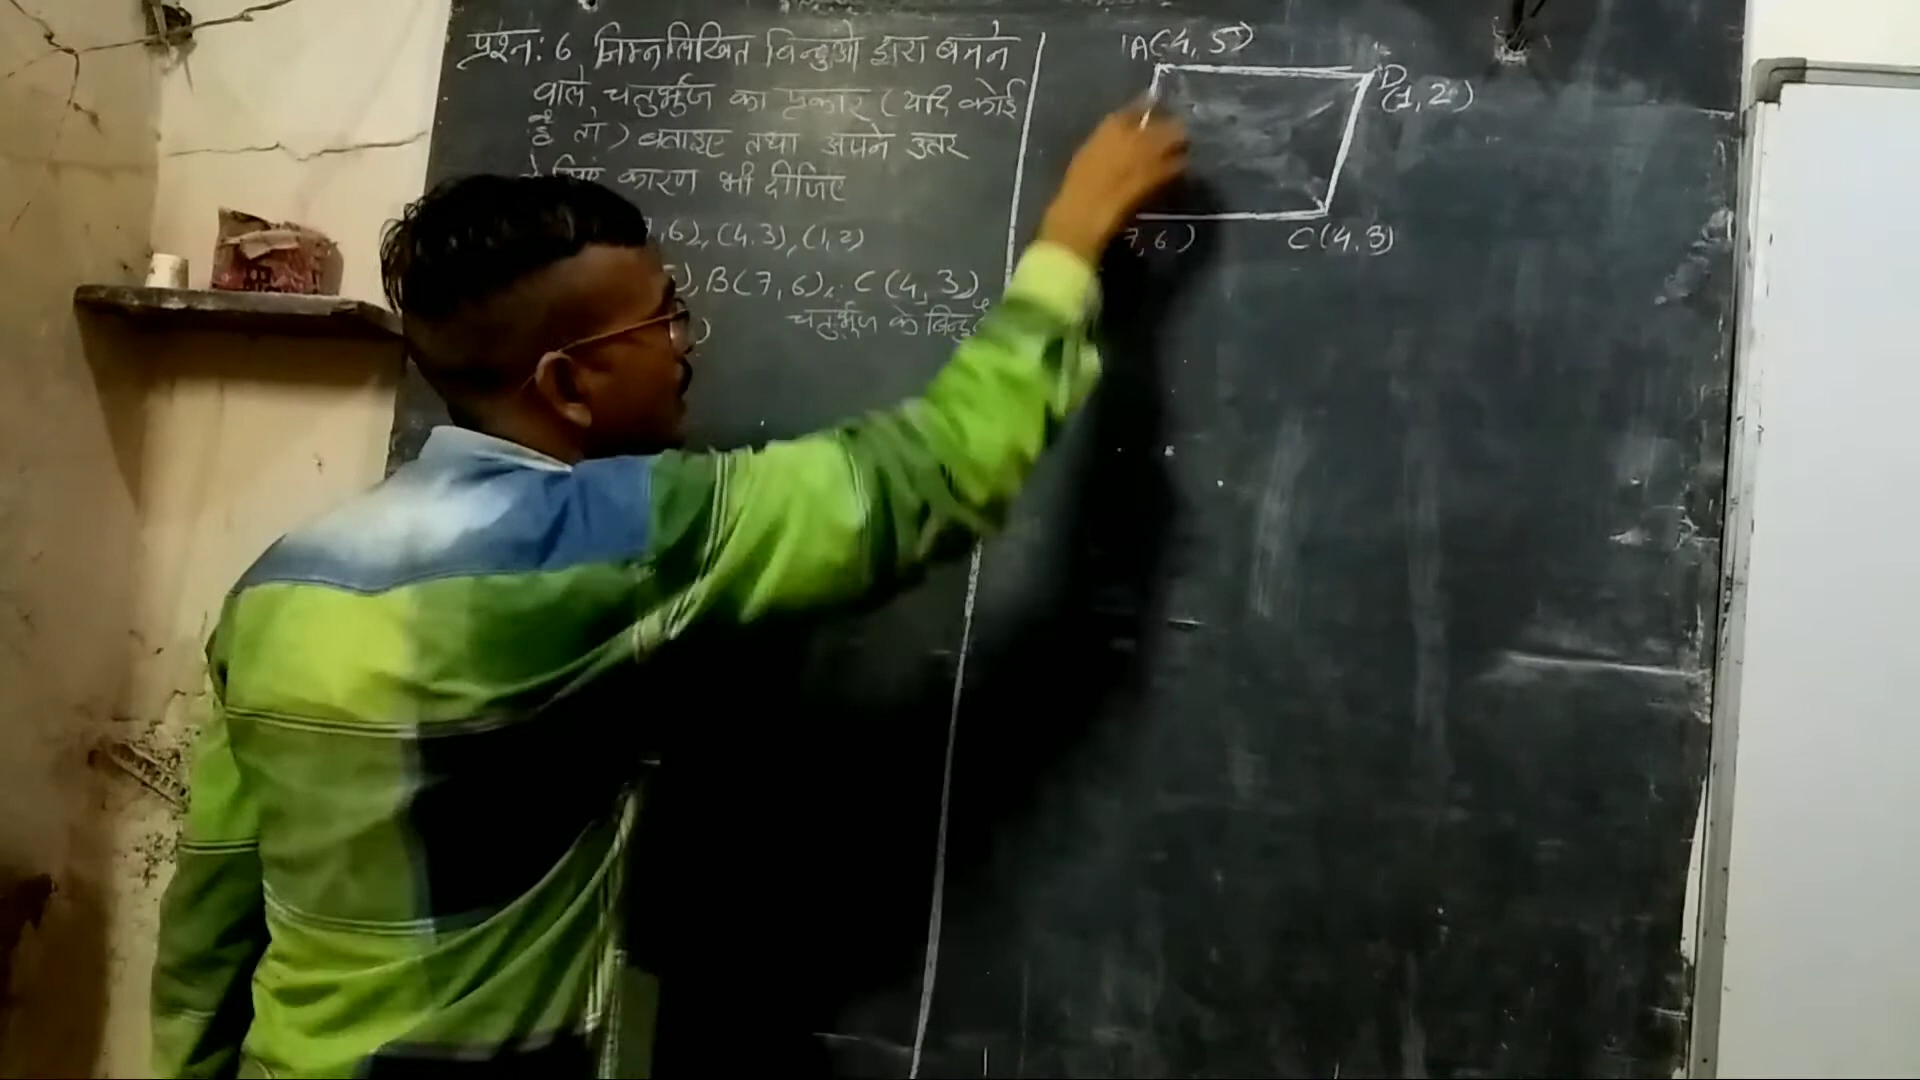 प्रश्न: 6 निम्नलिखित बिन्दुओ द्वारा बनने
वाले चतुर्भुज का प्रकार (यदि कोई
है तो) बताइए तथा अपने उत्तर
कारण भी दीजिए
,6), (4,3), (1,2)
), B(7,6), C(4,3)
) चतुर्भुज के बिन्दु
A(4,5)
D
(1,2)
7,6) C(4,3)